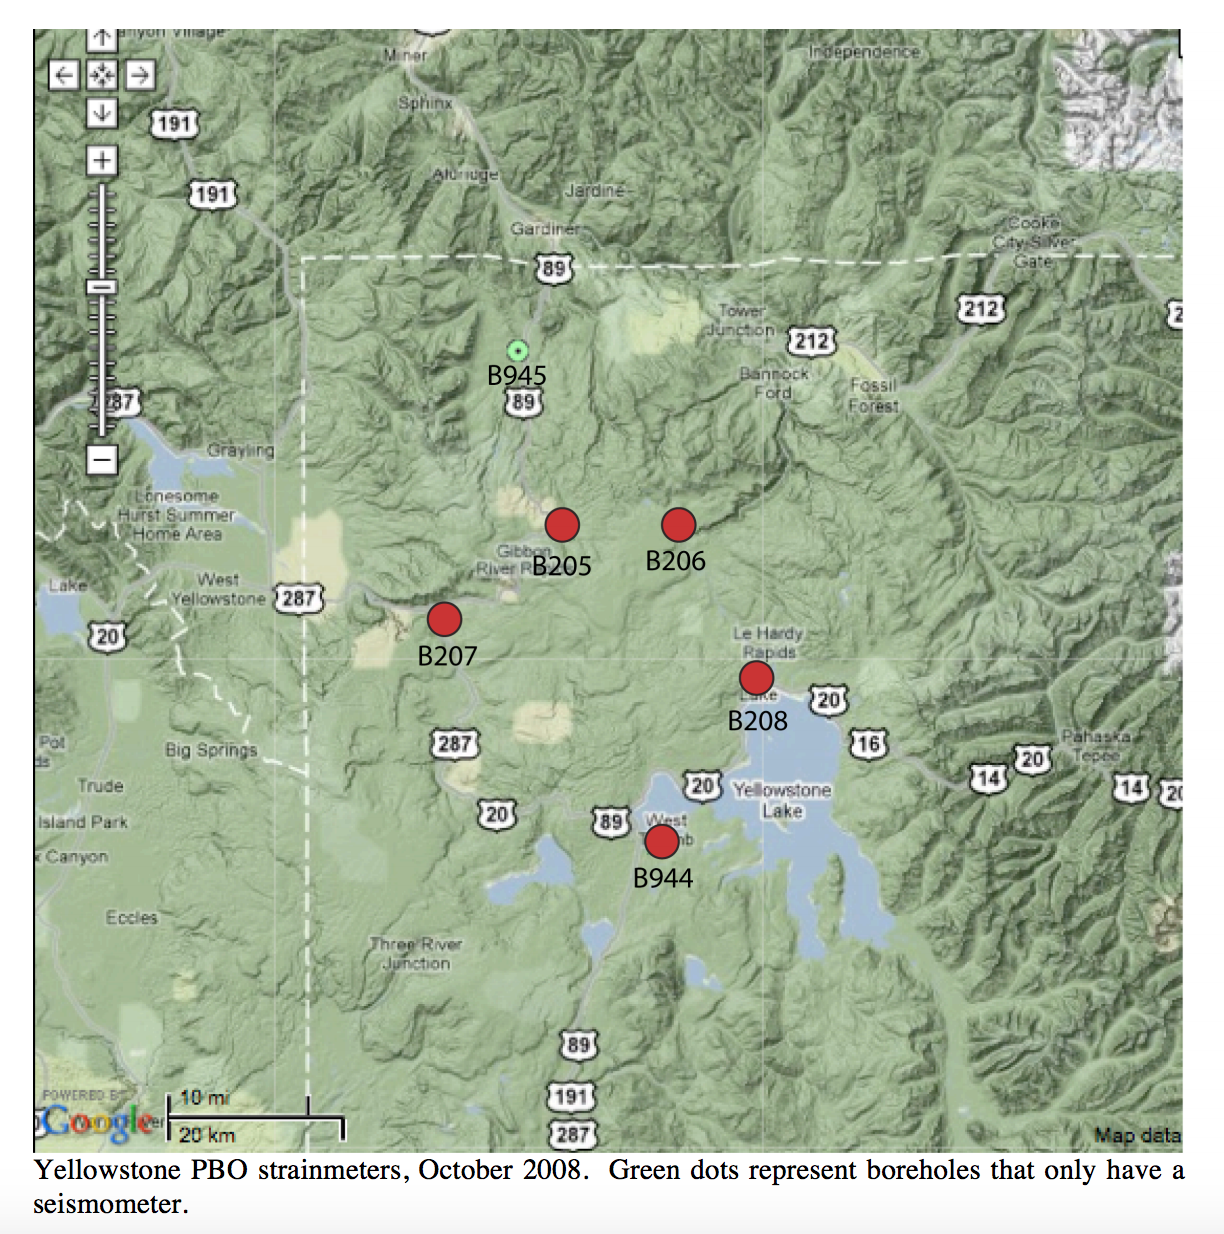 anyon Village
Miner
Independence
Sphinx
191
Aldridge
191
Jardine
Gardiner
Cooke
City-Silver
Gate
89
212
Tower
Junction
212
B945
Bannock
Ford
89
Fossil
Forest
87
Grayling
Lonesome
Hurst Summer
Home Area
Gibbon
River R
B205
B206
Lake
West
Yellowstone
287
20
B207
Le Hardy
Rapids
Lake
B208
20
Pot
ds
Big Springs
287
16
Pahaska
Tepee
20
Trude
20
Yellowstone
Lake
14
14
20
Island Park
20
89
West
mb
Canyon
B944
Eccles
Three River
Junction
89
POWERED BY
Google
10 mi
20 km
191
287
Map data
Yellowstone PBO strainmeters, October 2008. Green dots represent boreholes that only have a
seismometer.